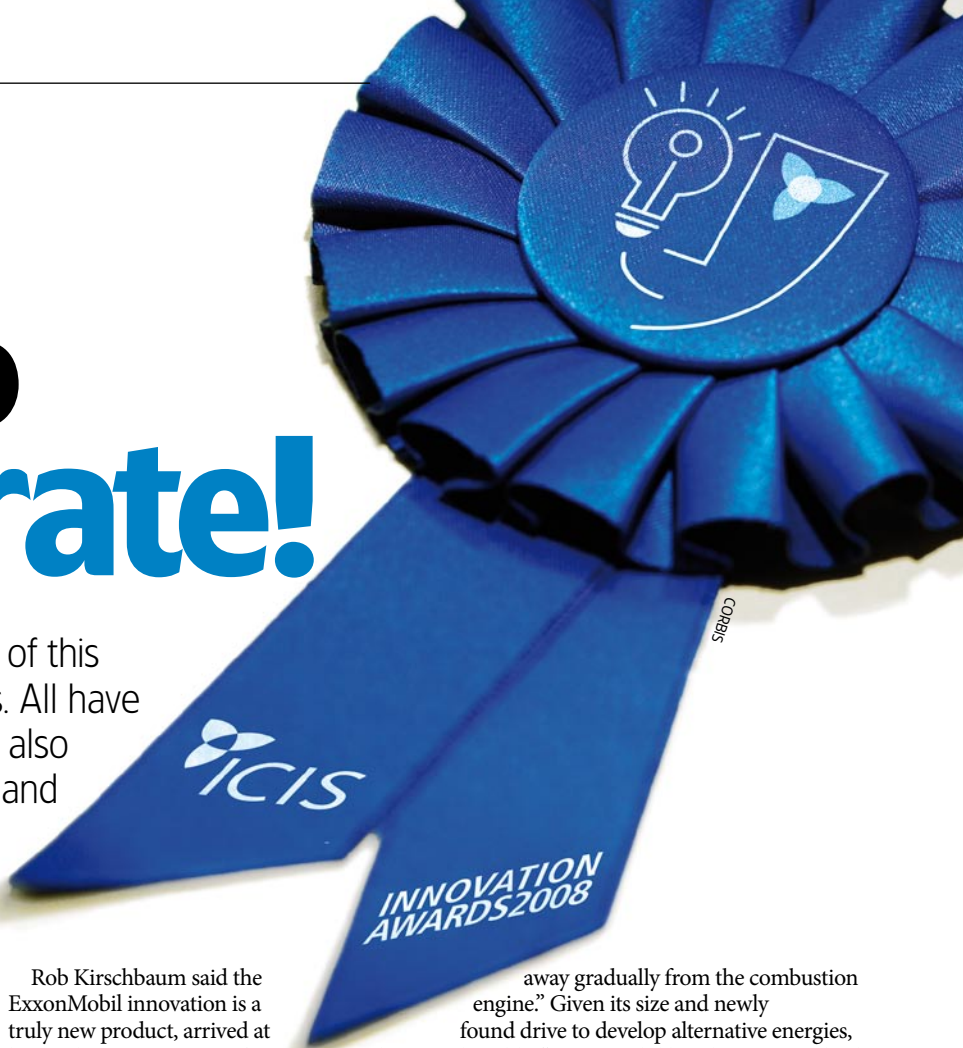 rate!
of this
. All have
also
and
ICIS
INNOVATION
AWARDS2008
CORBIS
Rob Kirschbaum said the
ExxonMobil innovation is a
truly new product, arrived at
away gradually from the combustion
engine.” Given its size and newly
found drive to develop alternative energies,